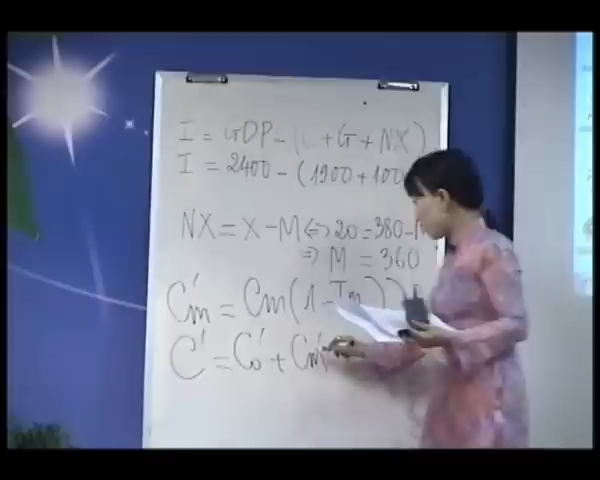 I = GDP - (C + G + NX)
I = 2400 - (1900 + 100
NX = X - M <=> 20 = 380 -
=> M = 360
C'm = Cm(1 - Tm)
C' = C'o + C'm